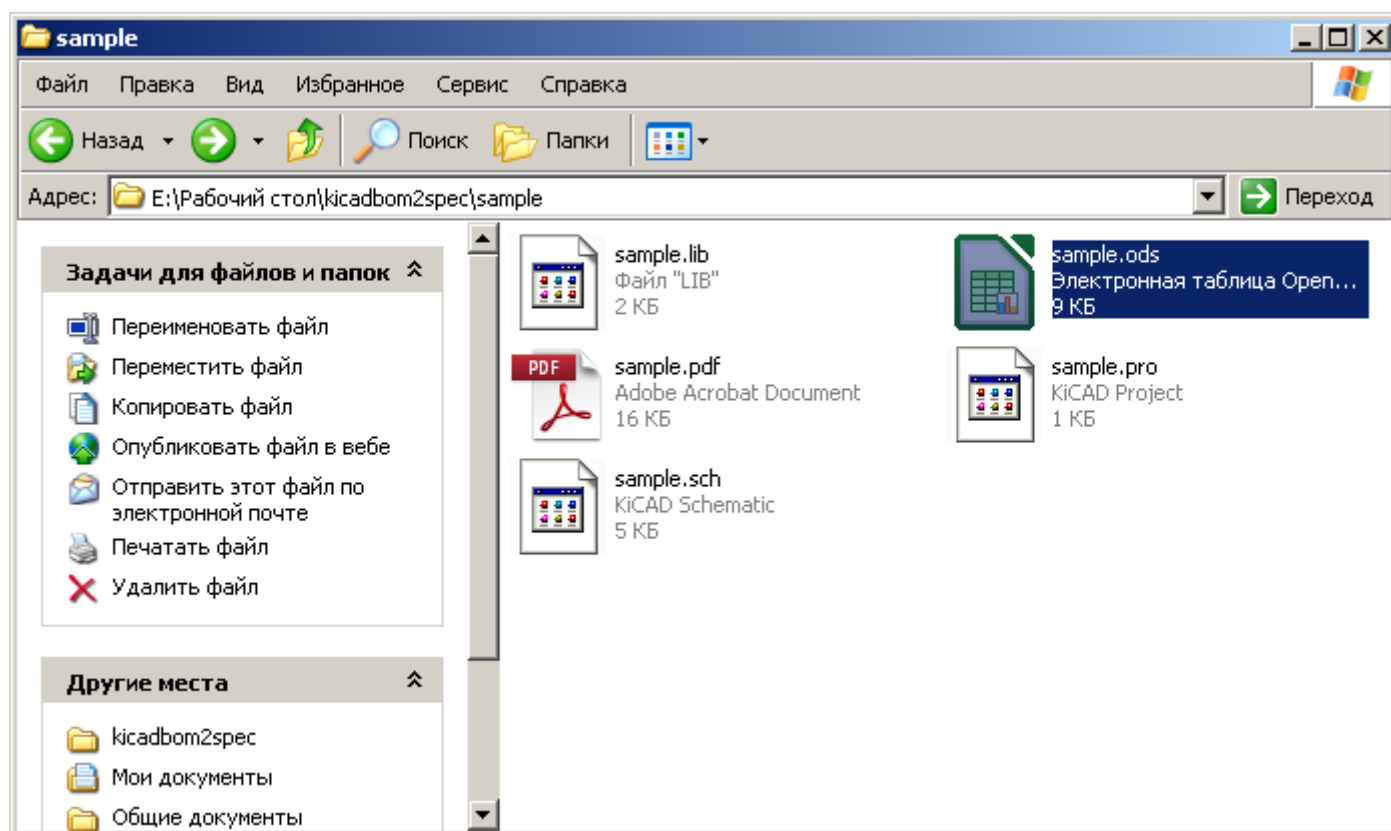 sample
Файл Правка Вид Избранное Сервис Справка
Назад Поиск Папки
Адрес: E:\Рабочий стол\kicadbom2spec\sample Переход
Задачи для файлов и папок
Переименовать файл
Переместить файл
Копировать файл
Опубликовать файл в вебе
Отправить этот файл по
электронной почте
Печатать файл
Удалить файл
Другие места
kicadbom2spec
Мои документы
Общие документы
sample.lib
Файл "LIB"
2 КБ
sample.ods
Электронная таблица Open...
9 КБ
PDF
sample.pdf
Adobe Acrobat Document
16 КБ
sample.pro
KiCAD Project
1 КБ
sample.sch
KiCAD Schematic
5 КБ